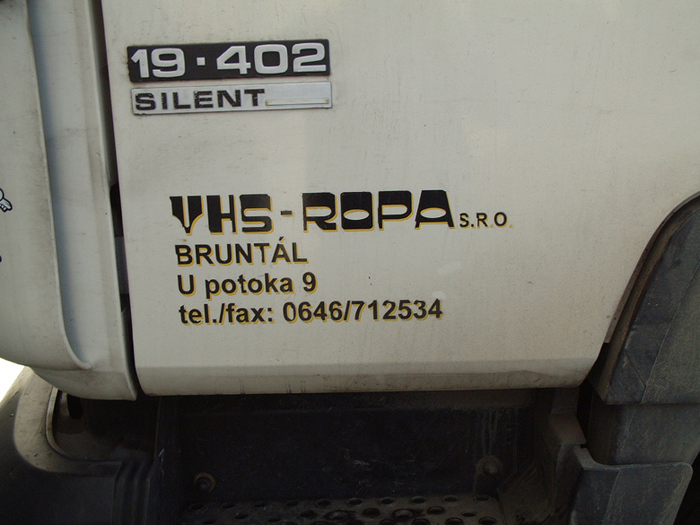 19·402
SILENT
VHS-ROPA S.R.O.
BRUNTÁL
U potoka 9
tel./fax: 0646/712534